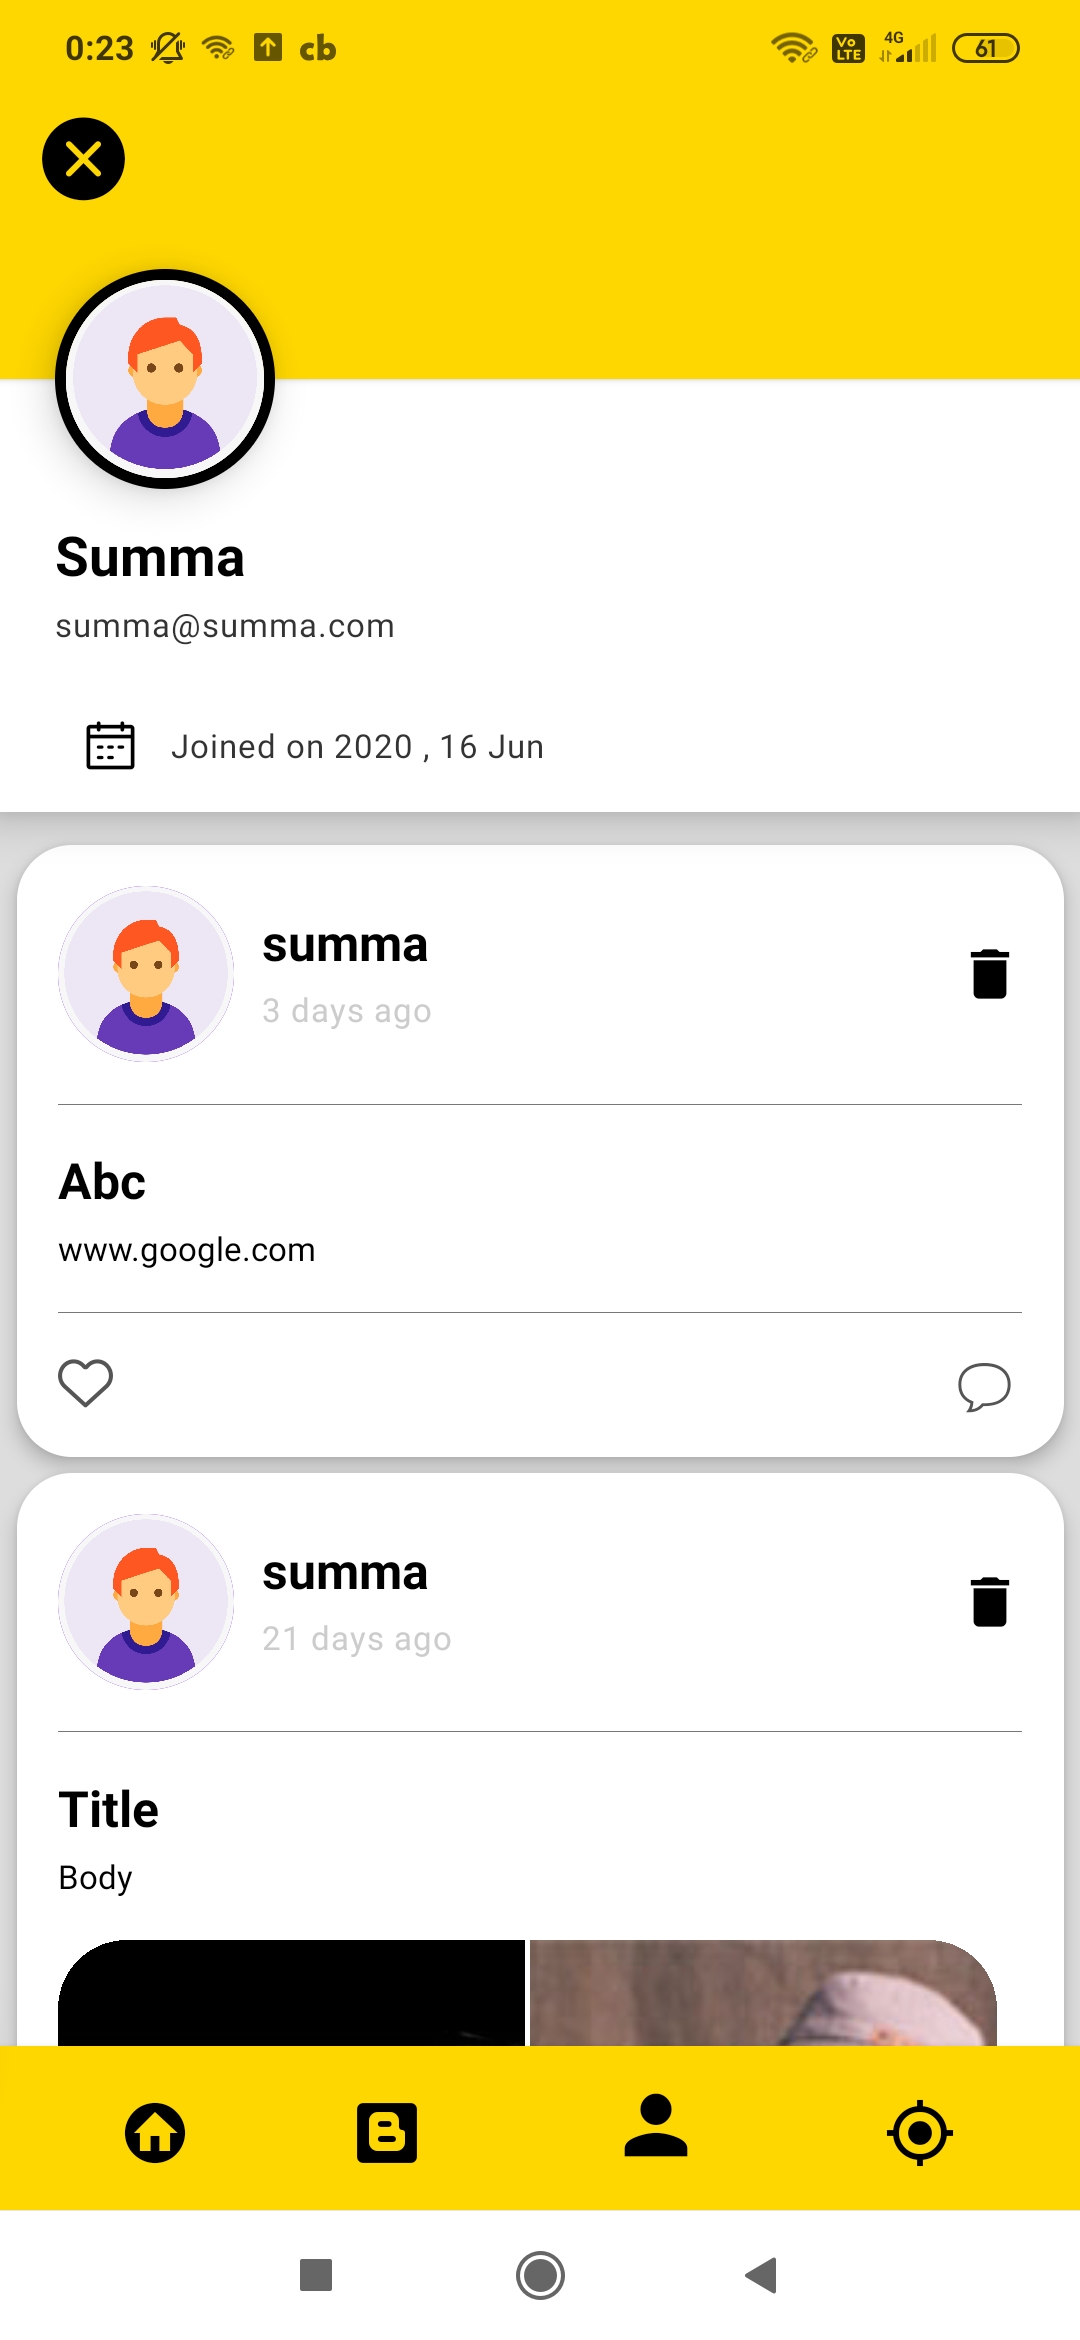 0:23 cb Vo LTE 4G 61
Summa
summa@summa.com
Joined on 2020 , 16 Jun
summa
3 days ago
Abc
www.google.com
summa
21 days ago
Title
Body